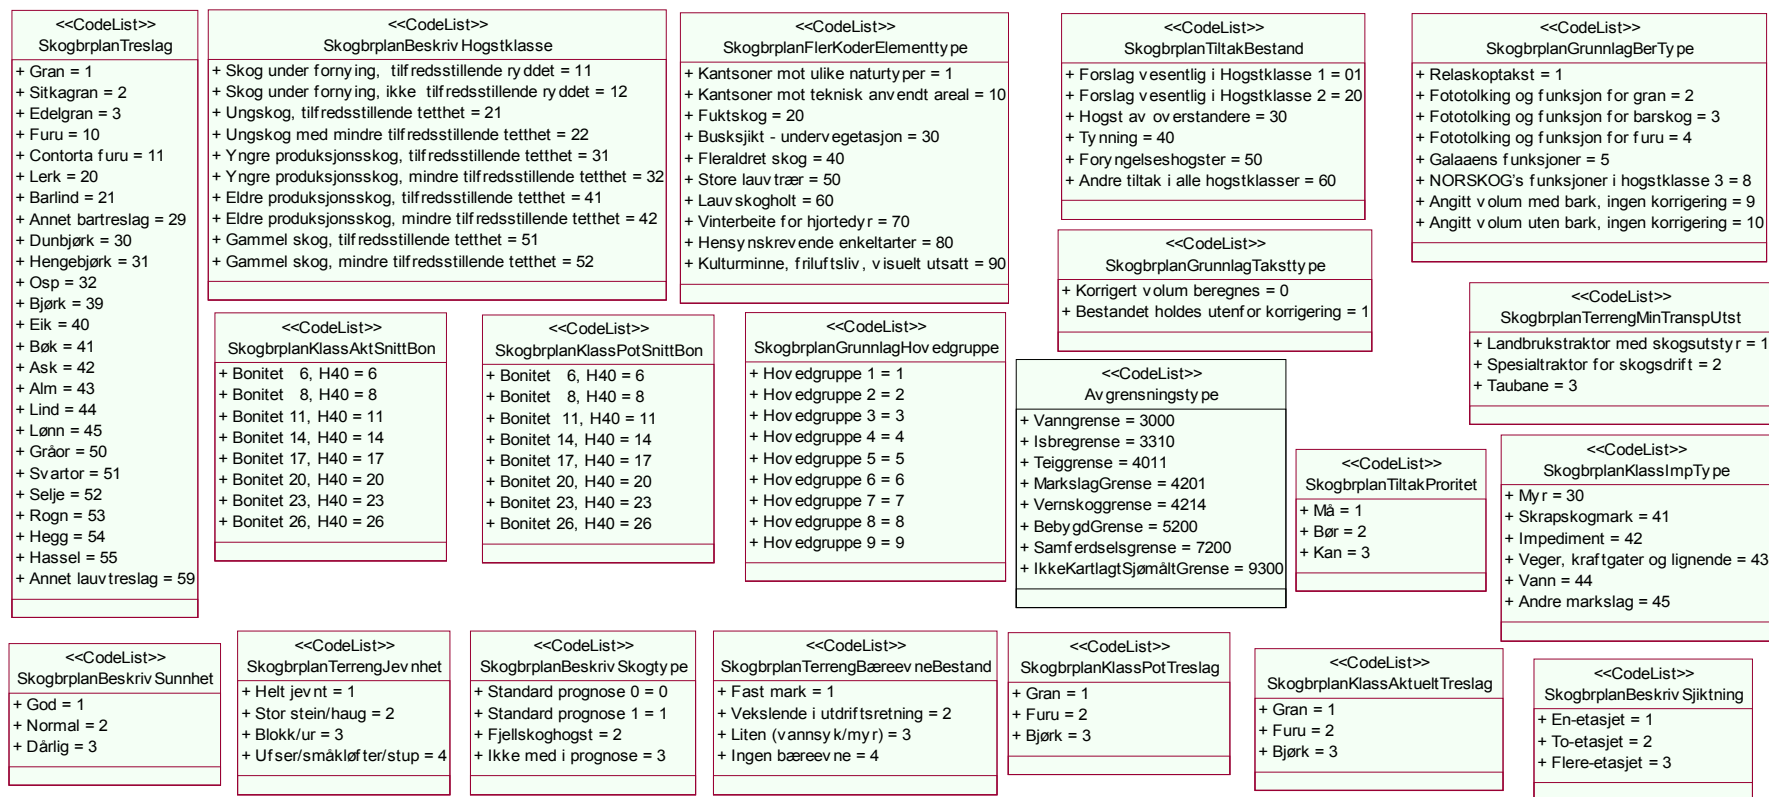 <<CodeList>>
SkogbrplanTreslag
+ Gran = 1
+ Sitkagran = 2
+ Edelgran = 3
+ Furu = 10
+ Contorta furu = 11
+ Lerk = 20
+ Barlind = 21
+ Annet bartreslag = 29
+ Dunbjørk = 30
+ Hengebjørk = 31
+ Osp = 32
+ Bjørk = 39
+ Eik = 40
+ Bøk = 41
+ Ask = 42
+ Alm = 43
+ Lind = 44
+ Lønn = 45
+ Gråor = 50
+ Svartor = 51
+ Selje = 52
+ Rogn = 53
+ Hegg = 54
+ Hassel = 55
+ Annet lauvtreslag = 59
<<CodeList>>
SkogbrplanBeskrivHogstklasse
+ Skog under fornying, tilfredsstillende ryddet = 11
+ Skog under fornying, ikke tilfredsstillende ryddet = 12
+ Ungskog, tilfredsstillende tetthet = 21
+ Ungskog med mindre tilfredsstillende tetthet = 22
+ Yngre produksjonsskog, tilfredsstillende tetthet = 31
+ Yngre produksjonsskog, mindre tilfredsstillende tetthet = 32
+ Eldre produksjonsskog, tilfredsstillende tetthet = 41
+ Eldre produksjonsskog, mindre tilfredsstillende tetthet = 42
+ Gammel skog, tilfredsstillende tetthet = 51
+ Gammel skog, mindre tilfredsstillende tetthet = 52
<<CodeList>>
SkogbrplanFlerKoderElementtype
+ Kantsoner mot ulike naturtyper = 1
+ Kantsoner mot teknisk anvendt areal = 10
+ Fuktskog = 20
+ Busksjikt - undervegetasjon = 30
+ Fleraldret skog = 40
+ Store lauvtrær = 50
+ Lauvskogholt = 60
+ Vinterbeite for hjortedyr = 70
+ Hensynskrevende enkeltarter = 80
+ Kulturminne, friluftsliv, visuelt utsatt = 90
<<CodeList>>
SkogbrplanTiltakBestand
+ Forslag vesentlig i Hogstklasse 1 = 01
+ Forslag vesentlig i Hogstklasse 2 = 20
+ Hogst av overstandere = 30
+ Tynning = 40
+ Foryngelseshogster = 50
+ Andre tiltak i alle hogstklasser = 60
<<CodeList>>
SkogbrplanGrunnlagBerType
+ Relaskoptakst = 1
+ Fototolking og funksjon for gran = 2
+ Fototolking og funksjon for barskog = 3
+ Fototolking og funksjon for furu = 4
+ Galaaens funksjoner = 5
+ NORSKOG's funksjoner i hogstklasse 3 = 8
+ Angitt volum med bark, ingen korrigering = 9
+ Angitt volum uten bark, ingen korrigering = 10
<<CodeList>>
SkogbrplanGrunnlagTaksttype
+ Korrigert volum beregnes = 0
+ Bestandet holdes utenfor korrigering = 1
<<CodeList>>
SkogbrplanTerrengMinTranspUtst
+ Landbrukstraktor med skogsutstyr = 1
+ Spesialtraktor for skogsdrift = 2
+ Taubane = 3
<<CodeList>>
SkogbrplanKlassAktSnittBon
+ Bonitet 6, H40 = 6
+ Bonitet 8, H40 = 8
+ Bonitet 11, H40 = 11
+ Bonitet 14, H40 = 14
+ Bonitet 17, H40 = 17
+ Bonitet 20, H40 = 20
+ Bonitet 23, H40 = 23
+ Bonitet 26, H40 = 26
<<CodeList>>
SkogbrplanKlassPotSnittBon
+ Bonitet 6, H40 = 6
+ Bonitet 8, H40 = 8
+ Bonitet 11, H40 = 11
+ Bonitet 14, H40 = 14
+ Bonitet 17, H40 = 17
+ Bonitet 20, H40 = 20
+ Bonitet 23, H40 = 23
+ Bonitet 26, H40 = 26
<<CodeList>>
SkogbrplanGrunnlagHovedgruppe
+ Hovedgruppe 1 = 1
+ Hovedgruppe 2 = 2
+ Hovedgruppe 3 = 3
+ Hovedgruppe 4 = 4
+ Hovedgruppe 5 = 5
+ Hovedgruppe 6 = 6
+ Hovedgruppe 7 = 7
+ Hovedgruppe 8 = 8
+ Hovedgruppe 9 = 9
<<CodeList>>
Avgrensningstype
+ Vanngrense = 3000
+ Isbregrense = 3310
+ Teiggrense = 4011
+ MarkslagGrense = 4201
+ Vernskoggrense = 4214
+ BebygdGrense = 5200
+ Samferdselsgrense = 7200
+ IkkeKartlagtSjømåltGrense = 9300
<<CodeList>>
SkogbrplanTiltakProritet
+ Må = 1
+ Bør = 2
+ Kan = 3
<<CodeList>>
SkogbrplanKlassImpType
+ Myr = 30
+ Skrapskogmark = 41
+ Impediment = 42
+ Veger, kraftgater og lignende = 43
+ Vann = 44
+ Andre markslag = 45
<<CodeList>>
SkogbrplanBeskrivSunnhet
+ God = 1
+ Normal = 2
+ Dårlig = 3
<<CodeList>>
SkogbrplanTerrengJevnhet
+ Helt jevnt = 1
+ Stor stein/haug = 2
+ Blokk/ur = 3
+ Ufser/småkløfter/stup = 4
<<CodeList>>
SkogbrplanBeskrivSkogtype
+ Standard prognose 0 = 0
+ Standard prognose 1 = 1
+ Fjellskoghogst = 2
+ Ikke med i prognose = 3
<<CodeList>>
SkogbrplanTerrengBæreevneBestand
+ Fast mark = 1
+ Vekslende i utdriftsretning = 2
+ Liten (vannsyk/myr) = 3
+ Ingen bæreevne = 4
<<CodeList>>
SkogbrplanKlassPotTreslag
+ Gran = 1
+ Furu = 2
+ Bjørk = 3
<<CodeList>>
SkogbrplanKlassAktueltTreslag
+ Gran = 1
+ Furu = 2
+ Bjørk = 3
<<CodeList>>
SkogbrplanBeskrivSjiktning
+ En-etasjet = 1
+ To-etasjet = 2
+ Flere-etasjet = 3